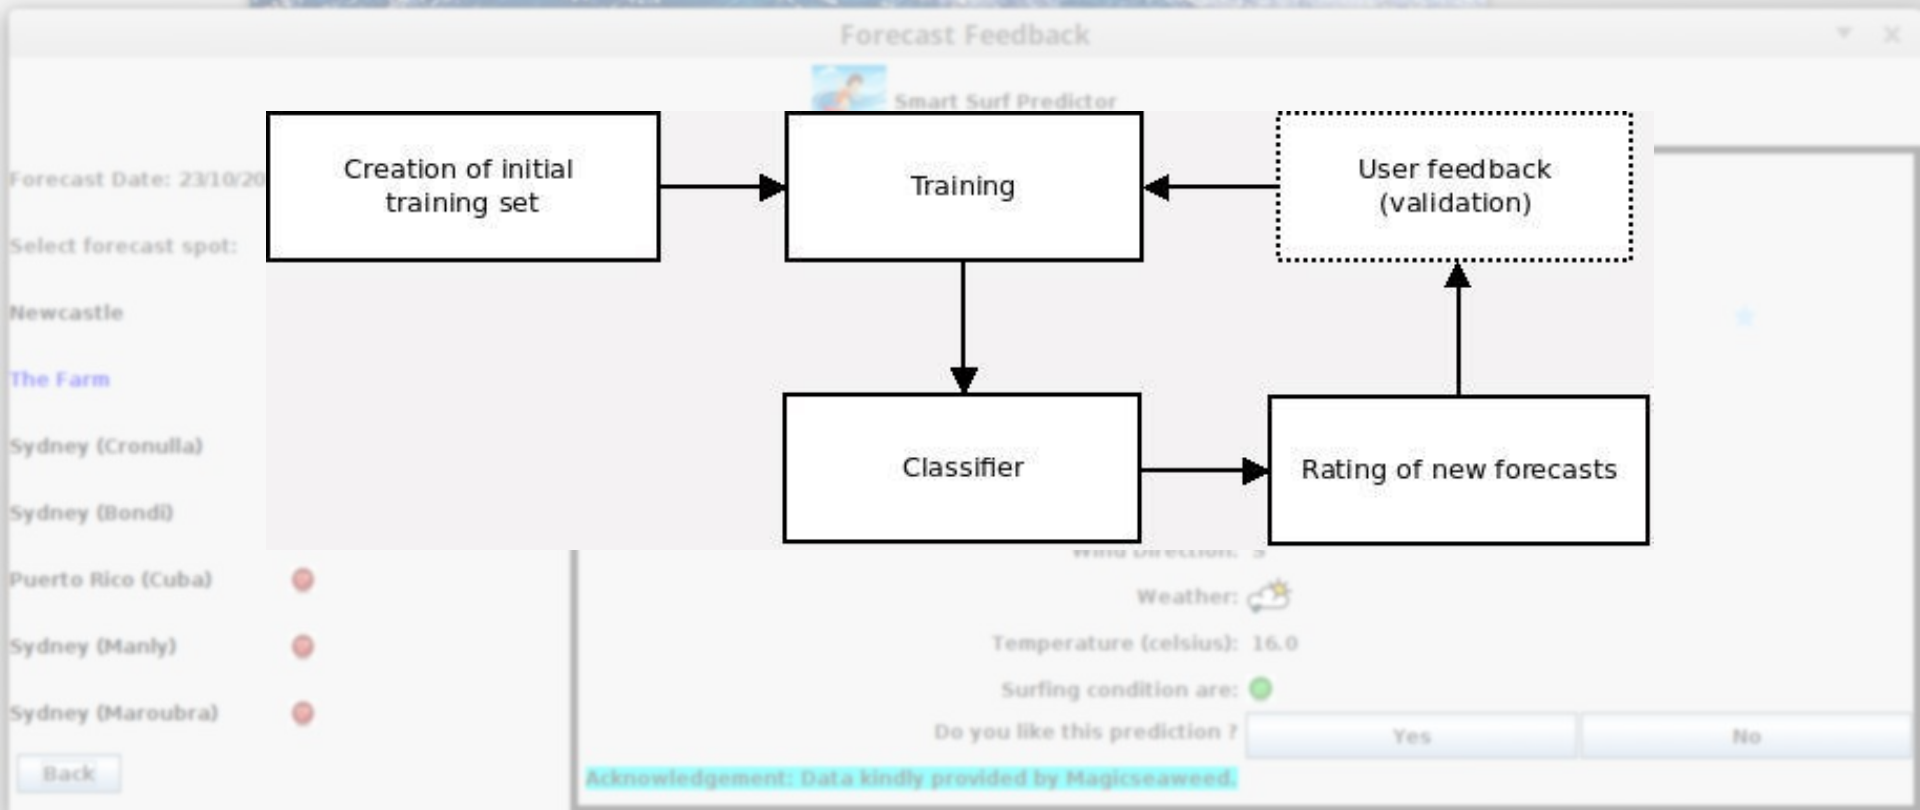 Forecast Feedback
Smart Surf Predictor
Creation of initial
training set
Training
User feedback
(validation)
Classifier
Rating of new forecasts
Forecast Date: 23/10/20
Select forecast spot:
Newcastle
The Farm
Sydney (Cronulla)
Sydney (Bondi)
Puerto Rico (Cuba)
Sydney (Manly)
Sydney (Maroubra)
Back
Wind Direction: S
Weather:
Temperature (celsius): 16.0
Surfing condition are:
Do you like this prediction ?
Yes
No
Acknowledgement: Data kindly provided by Magicseaweed.